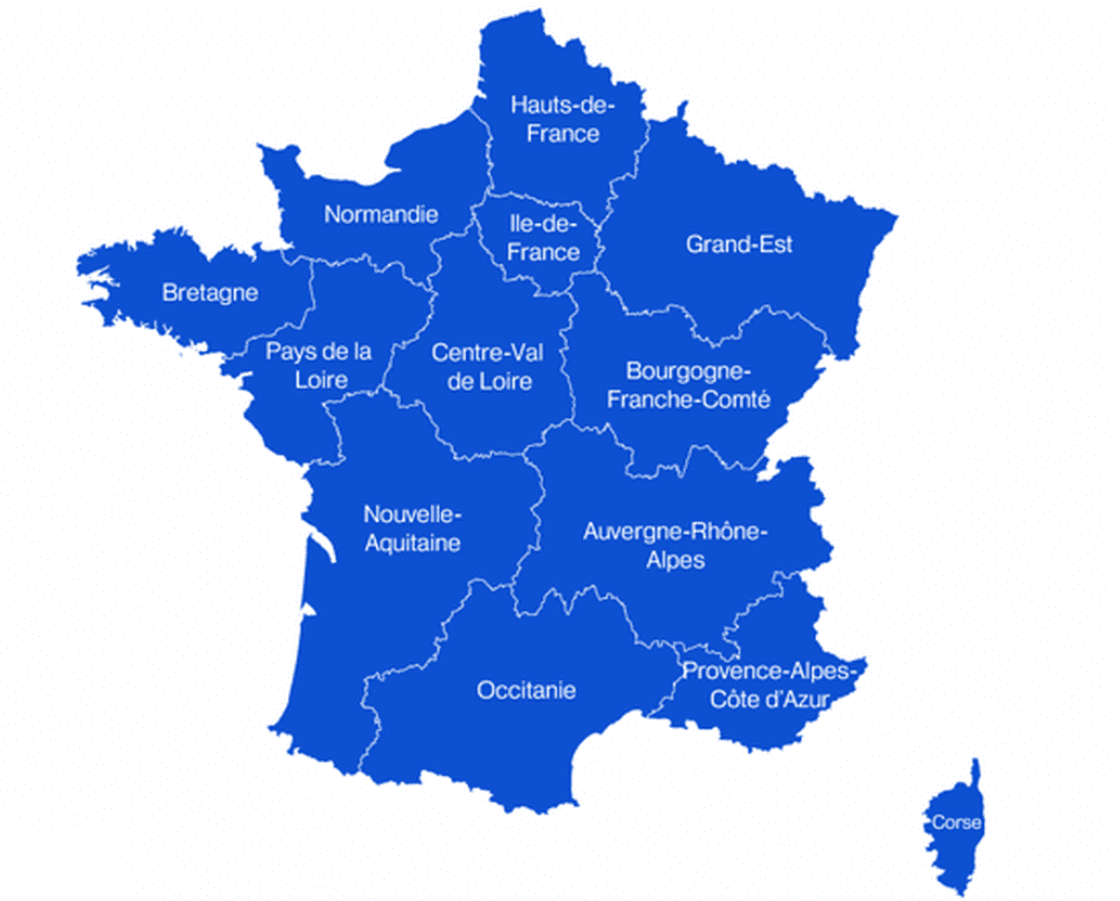 Hauts-de-
France
Normandie
Ile-de-
France
Grand-Est
Bretagne
Pays de la
Loire
Centre-Val
de Loire
Bourgogne-
Franche-Comté
Nouvelle-
Aquitaine
Auvergne-Rhône-
Alpes
Occitanie
Provence-Alpes-
Côte d'Azur
Corse